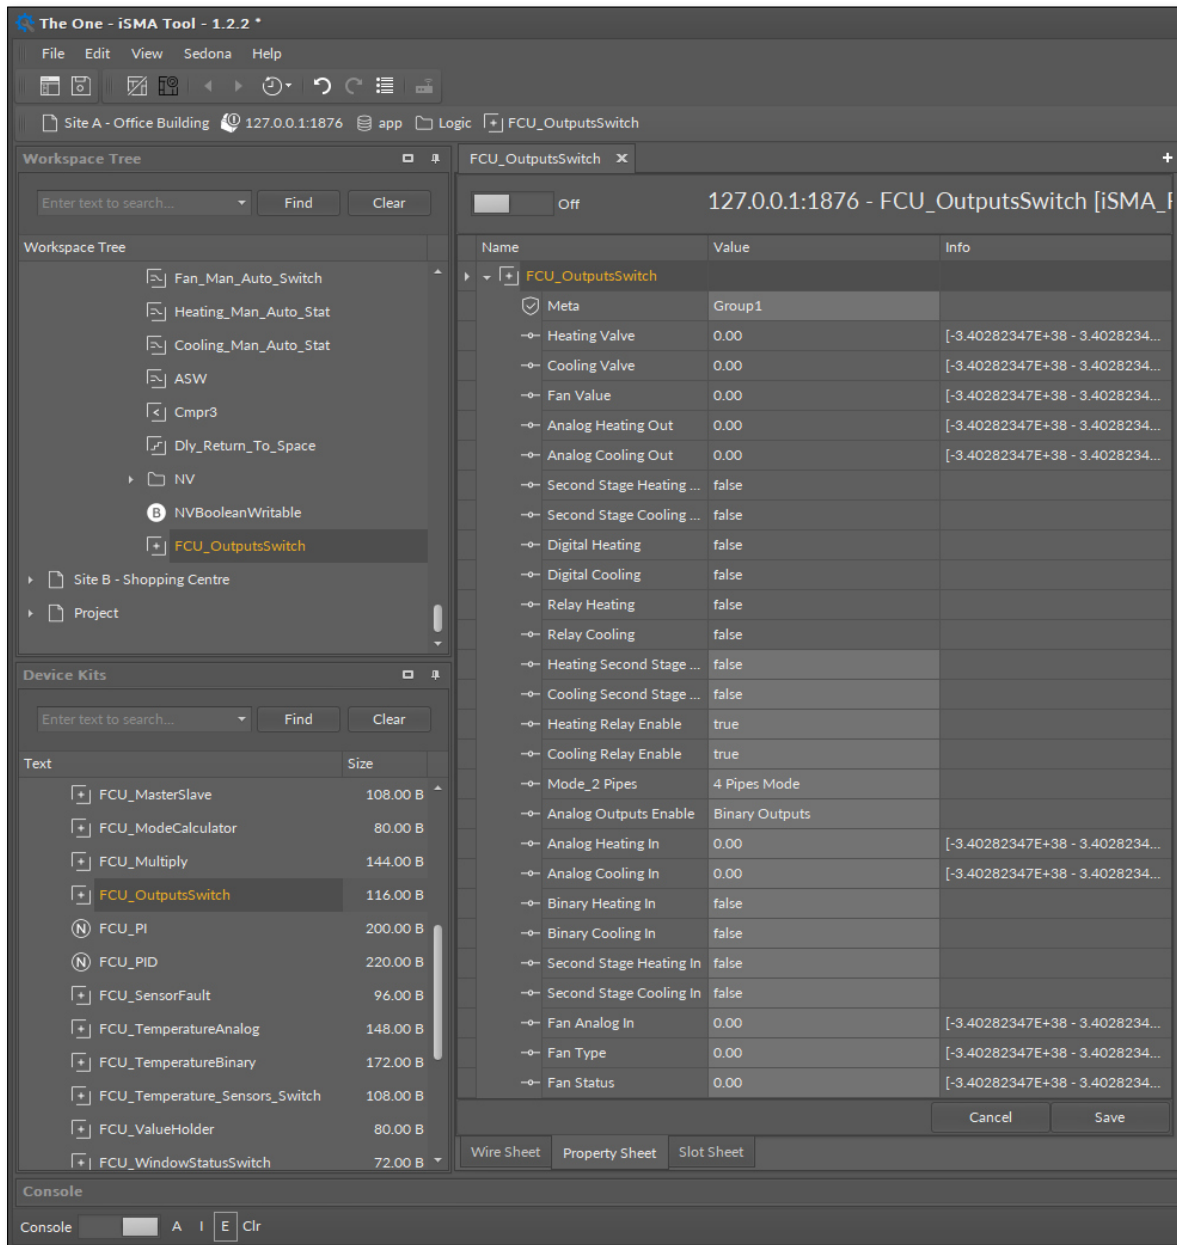 The One - iSMA Tool - 1.2.2 *
File Edit View Sedona Help
Site A - Office Building 127.0.0.1:1876 app Logic FCU_OutputsSwitch
Workspace Tree
Enter text to search... Find Clear
Workspace Tree
Fan_Man_Auto_Switch
Heating_Man_Auto_Stat
Cooling_Man_Auto_Stat
ASW
Cmpr3
Dly_Return_To_Space
NV
B NVBooleanWritable
FCU_OutputsSwitch
Site B - Shopping Centre
Project
Device Kits
Enter text to search... Find Clear
Text Size
FCU_MasterSlave 108.00 B
FCU_ModeCalculator 80.00 B
FCU_Multiply 144.00 B
FCU_OutputsSwitch 116.00 B
N FCU_PI 200.00 B
N FCU_PID 220.00 B
FCU_SensorFault 96.00 B
FCU_TemperatureAnalog 148.00 B
FCU_TemperatureBinary 172.00 B
FCU_Temperature_Sensors_Switch 108.00 B
FCU_ValueHolder 80.00 B
FCU_WindowStatusSwitch 72.00 B
FCU_OutputsSwitch
Off 127.0.0.1:1876 - FCU_OutputsSwitch [iSMA_
Name Value Info
FCU_OutputsSwitch
Meta Group1
Heating Valve 0.00 [-3.40282347E+38 - 3.4028234...
Cooling Valve 0.00 [-3.40282347E+38 - 3.4028234...
Fan Value 0.00 [-3.40282347E+38 - 3.4028234...
Analog Heating Out 0.00 [-3.40282347E+38 - 3.4028234...
Analog Cooling Out 0.00 [-3.40282347E+38 - 3.4028234...
Second Stage Heating ... false
Second Stage Cooling ... false
Digital Heating false
Digital Cooling false
Relay Heating false
Relay Cooling false
Heating Second Stage ... false
Cooling Second Stage ... false
Heating Relay Enable true
Cooling Relay Enable true
Mode_2 Pipes 4 Pipes Mode
Analog Outputs Enable Binary Outputs
Analog Heating In 0.00 [-3.40282347E+38 - 3.4028234...
Analog Cooling In 0.00 [-3.40282347E+38 - 3.4028234...
Binary Heating In false
Binary Cooling In false
Second Stage Heating In false
Second Stage Cooling In false
Fan Analog In 0.00 [-3.40282347E+38 - 3.4028234...
Fan Type 0.00 [-3.40282347E+38 - 3.4028234...
Fan Status 0.00 [-3.40282347E+38 - 3.4028234...
Cancel Save
Wire Sheet Property Sheet Slot Sheet
Console
Console A I E Clr